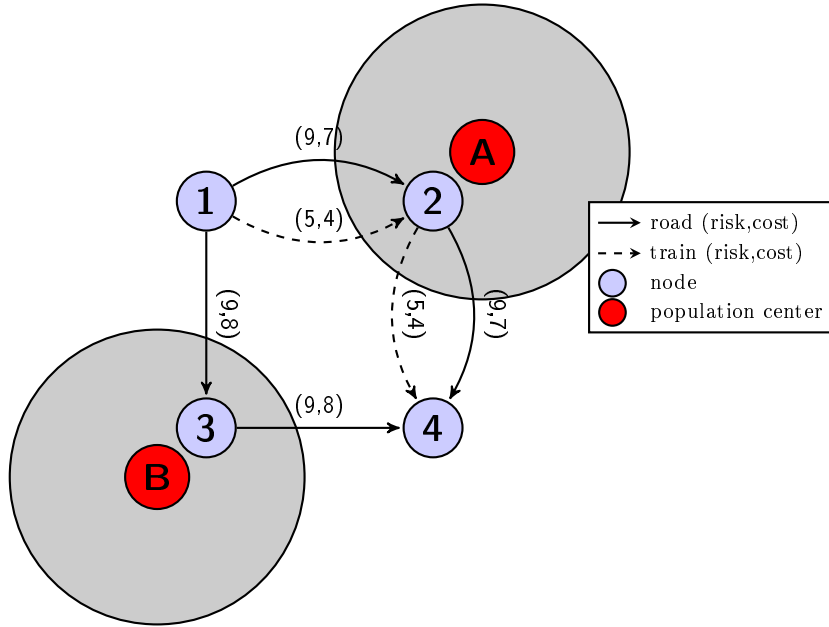 A
(9,7)
1
2
(5,4)
road (risk,cost)
train (risk,cost)
node
population center
(9,8)
(5,4)
(9,7)
(9,8)
3
4
B